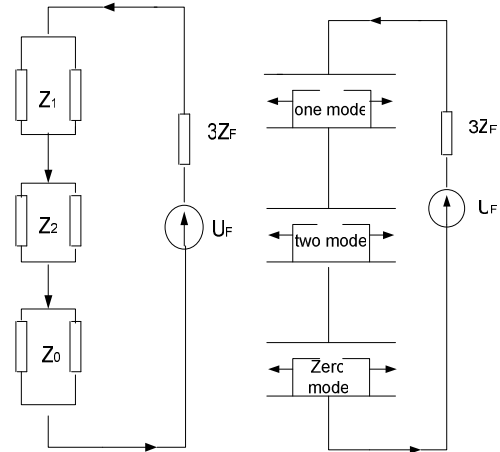 Z1
3ZF
Z2
UF
Z0
one mode
3ZF
two mode
UF
Zero
mode